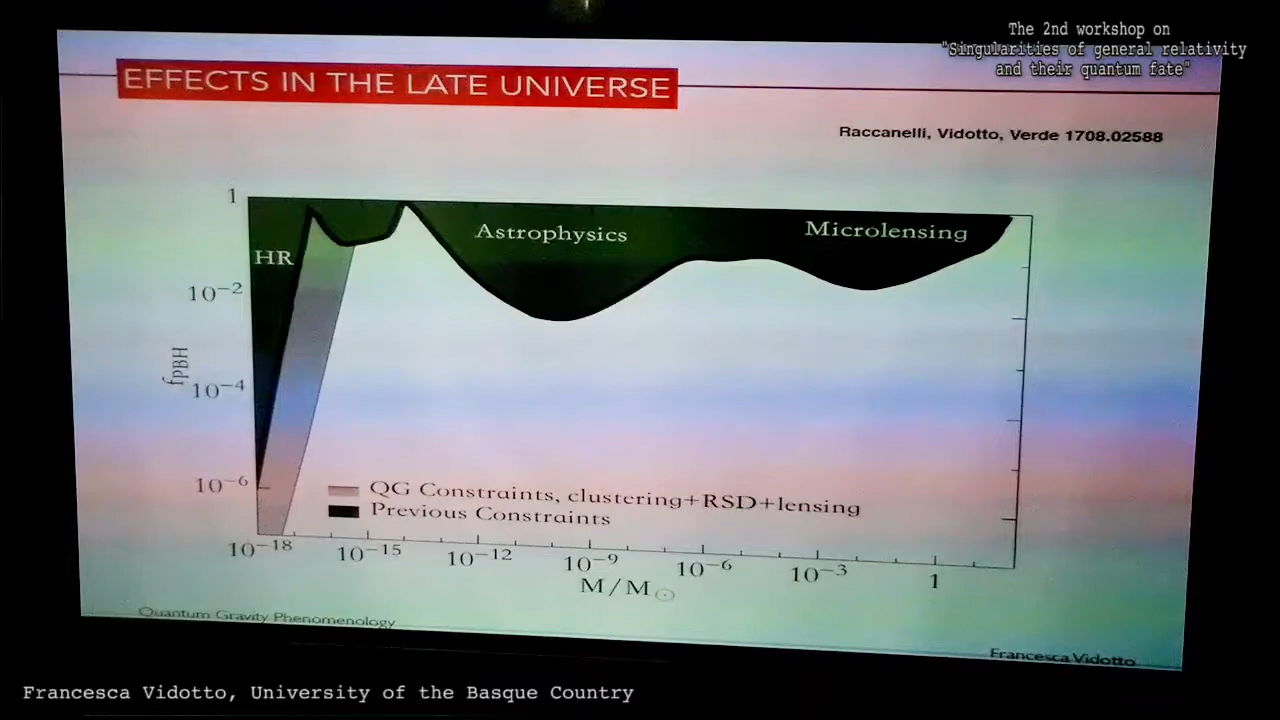 The 2nd workshop on
"Singularities of general relativity
and their quantum fate"
EFFECTS IN THE LATE UNIVERSE
Raccanelli, Vidotto, Verde 1708.02588
1
HR
Astrophysics
Microlensing
10⁻²
fPBH
10⁻⁴
10⁻⁶
QG Constraints, clustering+RSD+lensing
Previous Constraints
10⁻¹⁸ 10⁻¹⁵ 10⁻¹² 10⁻⁹ 10⁻⁶ 10⁻³ 1
M/M☉
Quantum Gravity Phenomenology
Francesca Vidotto
Francesca Vidotto, University of the Basque Country